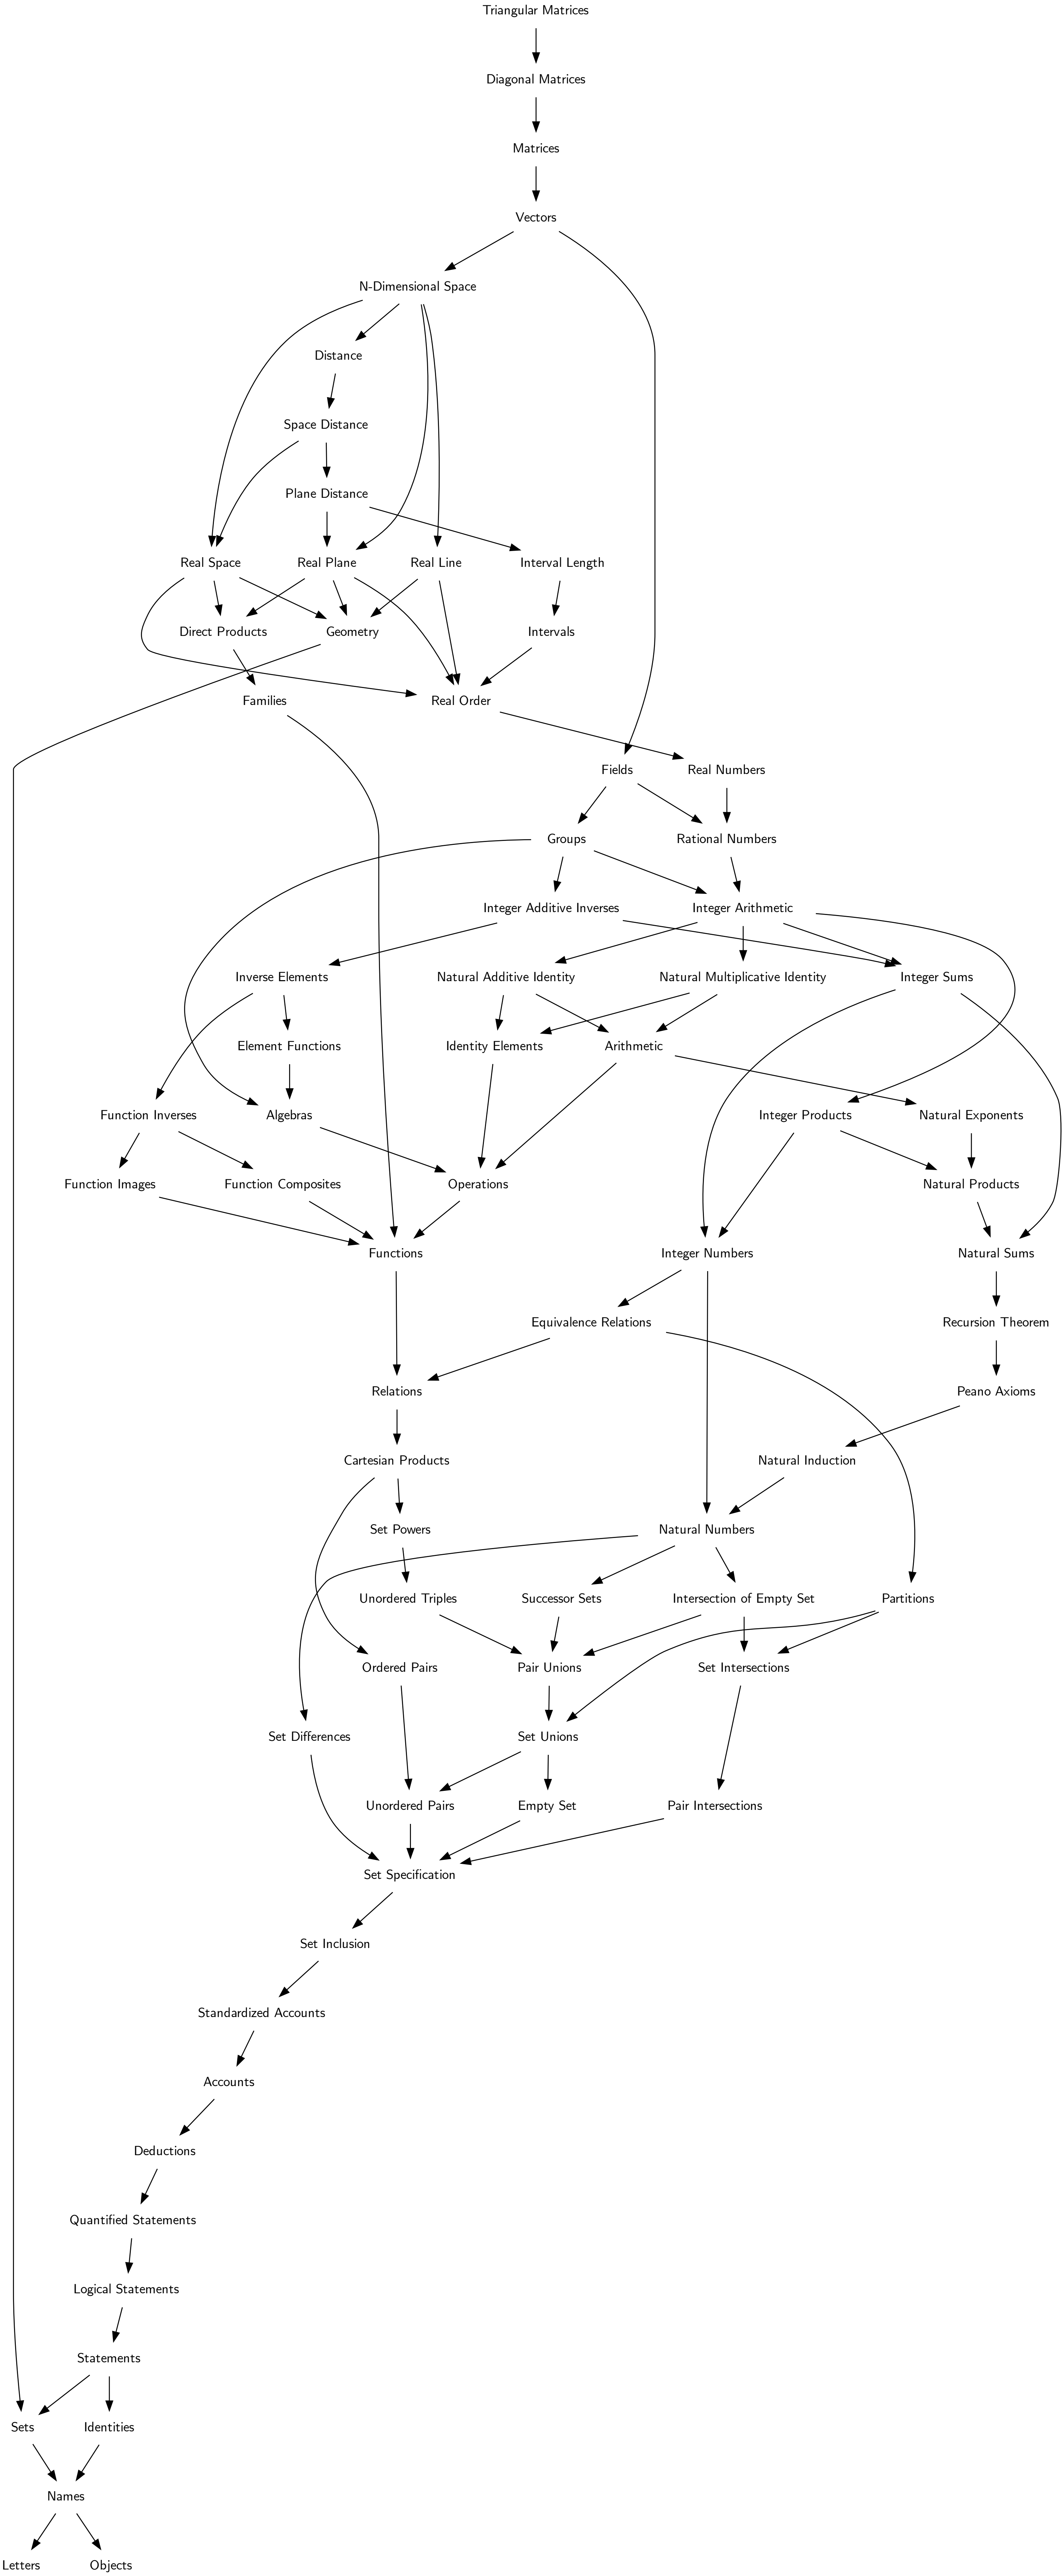 Triangular Matrices
Diagonal Matrices
Matrices
Vectors
N-Dimensional Space
Distance
Space Distance
Plane Distance
Real Space
Real Plane
Real Line
Interval Length
Direct Products
Geometry
Intervals
Families
Real Order
Fields
Real Numbers
Groups
Rational Numbers
Integer Additive Inverses
Integer Arithmetic
Inverse Elements
Natural Additive Identity
Natural Multiplicative Identity
Integer Sums
Element Functions
Identity Elements
Arithmetic
Function Inverses
Algebras
Integer Products
Natural Exponents
Function Images
Function Composites
Operations
Natural Products
Functions
Integer Numbers
Natural Sums
Equivalence Relations
Recursion Theorem
Relations
Peano Axioms
Cartesian Products
Natural Induction
Set Powers
Natural Numbers
Unordered Triples
Successor Sets
Intersection of Empty Set
Partitions
Ordered Pairs
Pair Unions
Set Intersections
Set Differences
Set Unions
Unordered Pairs
Empty Set
Pair Intersections
Set Specification
Set Inclusion
Standardized Accounts
Accounts
Deductions
Quantified Statements
Logical Statements
Statements
Sets
Identities
Names
Letters
Objects